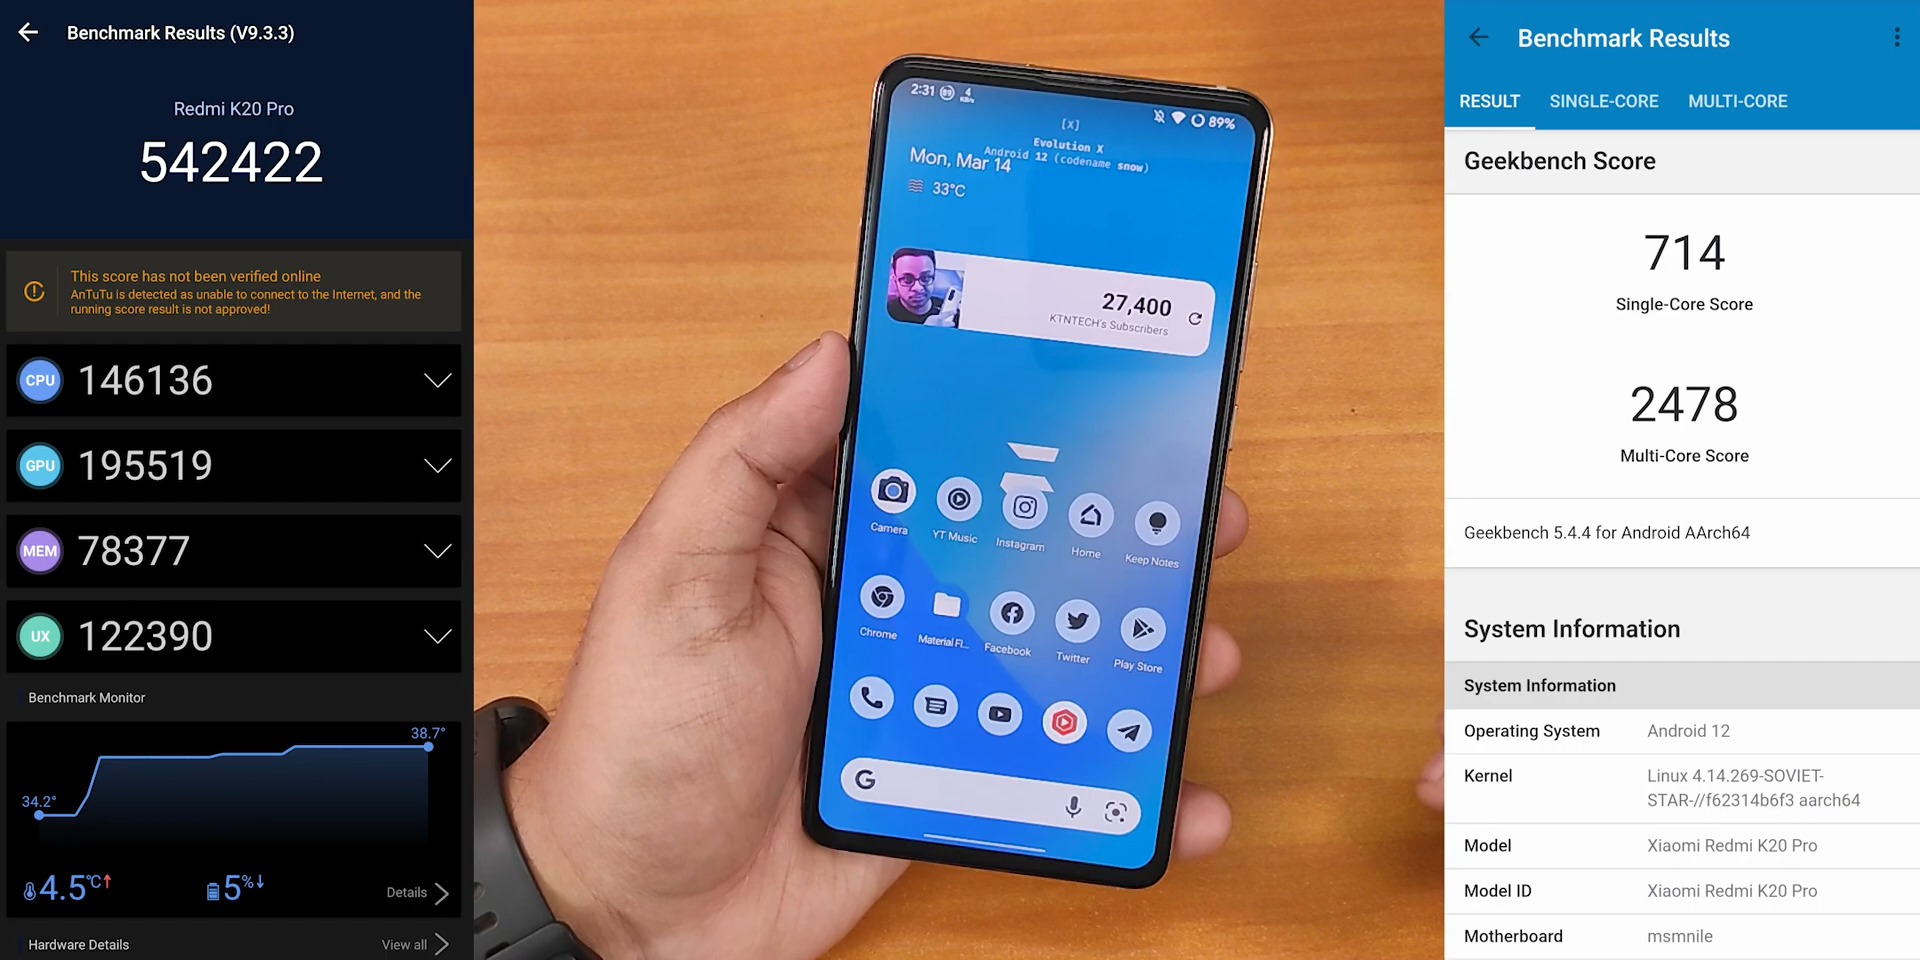 Benchmark Results (V9.3.3)
Redmi K20 Pro
542422
This score has not been verified online
AnTuTu is detected as unable to connect to the Internet, and the
running score result is not approved!
CPU 146136
GPU 195519
MEM 78377
UX 122390
Benchmark Monitor
38.7°
34.2°
4.5°C↑ 5%↓ Details
Hardware Details View all
2:31 89 4 KB/s 89%
[x]
Evolution X
Android 12 (codename snow)
Mon, Mar 14
33°C
27,400
KTNTECH's Subscribers
Camera YT Music Instagram Home Keep Notes
Chrome Material Fi... Facebook Twitter Play Store
G
Benchmark Results
RESULT SINGLE-CORE MULTI-CORE
Geekbench Score
714
Single-Core Score
2478
Multi-Core Score
Geekbench 5.4.4 for Android AArch64
System Information
System Information
Operating System Android 12
Kernel Linux 4.14.269-SOVIET-
STAR-//f62314b6f3 aarch64
Model Xiaomi Redmi K20 Pro
Model ID Xiaomi Redmi K20 Pro
Motherboard msmnile